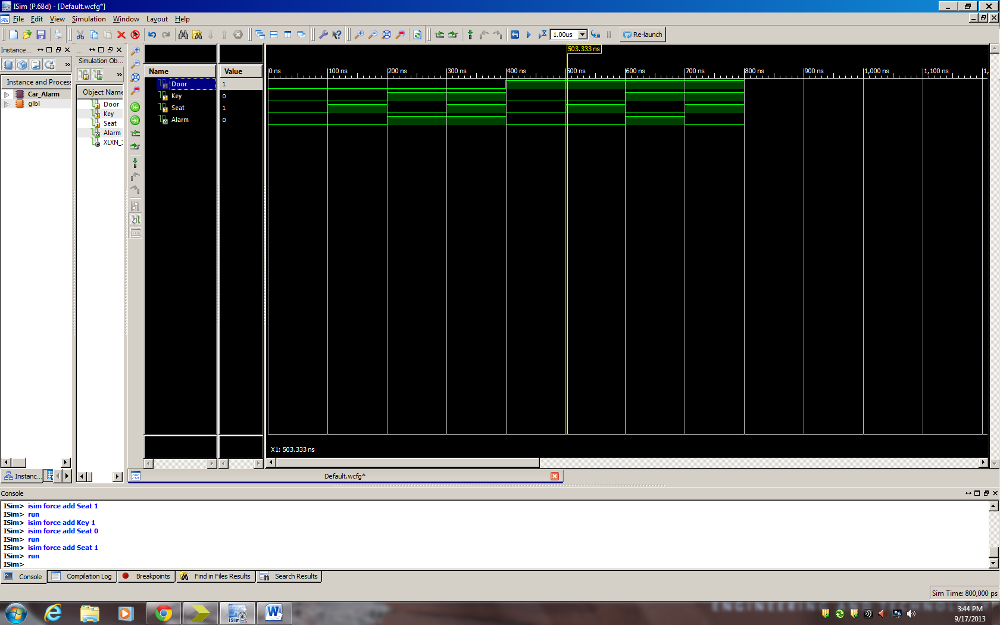 ISim (P.68d) - [Default.wcfg*]
File Edit View Simulation Window Layout Help
1.00us Re-launch
Instance...
...
Simulation Ob...
Instance and Proces
Car_Alarm
glbl
Object Name
Door
Key
Seat
Alarm
XLXN_
Name Value
Door 1
Key 0
Seat 1
Alarm 0
503.333 ns
0 ns 100 ns 200 ns 300 ns 400 ns 500 ns 600 ns 700 ns 800 ns 900 ns 1,000 ns 1,100 ns 1,
X1: 503.333 ns
Instanc...
Default.wcfg*
Console
ISim> isim force add Seat 1
ISim> run
ISim> isim force add Key 1
ISim> isim force add Seat 0
ISim> run
ISim> isim force add Seat 1
ISim> run
ISim>
Console Compilation Log Breakpoints Find in Files Results Search Results
Sim Time: 800,000 ps
ISim
3:44 PM
9/17/2013